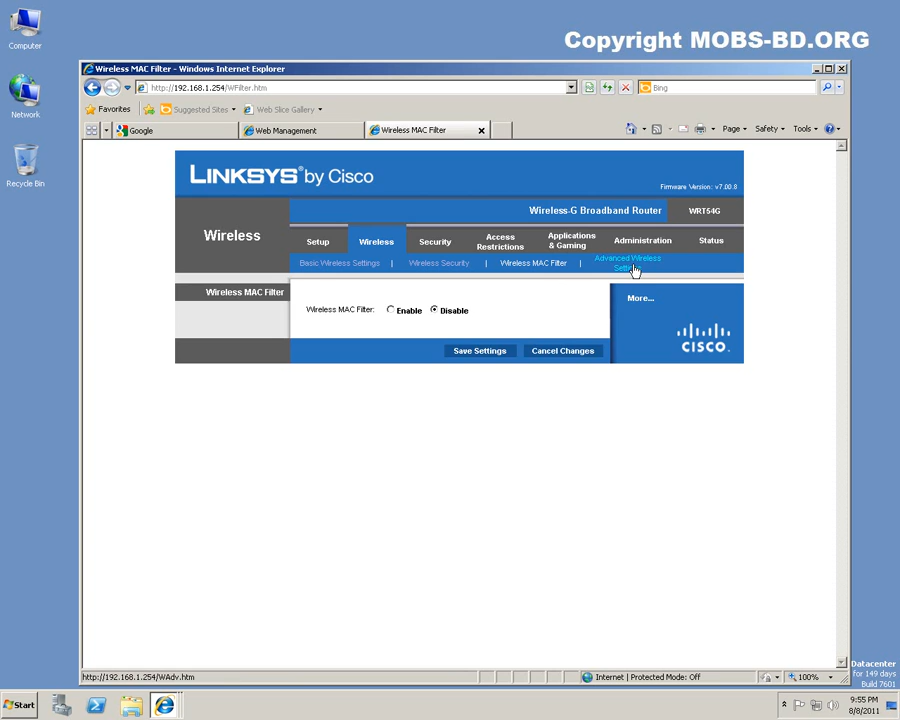 Copyright MOBS-BD.ORG
Computer
Network
Recycle Bin
Wireless MAC Filter - Windows Internet Explorer
http://192.168.1.254/WFilter.htm
Bing
Favorites
Suggested Sites
Web Slice Gallery
Google
Web Management
Wireless MAC Filter
Page
Safety
Tools
LINKSYS® by Cisco
Firmware Version: v7.00.8
Wireless-G Broadband Router
WRT54G
Wireless
Setup
Wireless
Security
Access
Restrictions
Applications
& Gaming
Administration
Status
Basic Wireless Settings | Wireless Security | Wireless MAC Filter |
Advanced Wireless
Settings
Wireless MAC Filter
Wireless MAC Filter: Enable Disable
More...
CISCO.
Save Settings
Cancel Changes
http://192.168.1.254/WAdv.htm
Internet | Protected Mode: Off
100%
Datacenter
for 149 days
Build 7601
Start
9:55 PM
8/8/2011